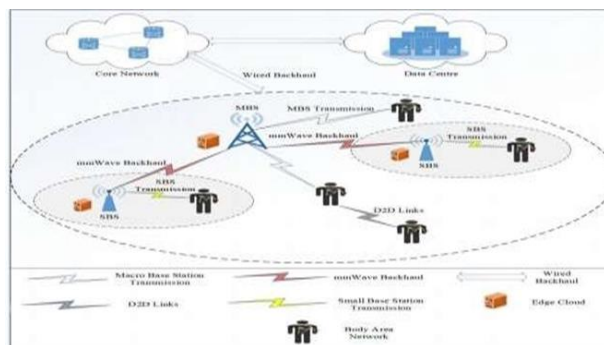 Core Network
Data Centre
Wired Backhaul
MBS
MBS Transmission
mmWave Backhaul
SBS
Transmission
SBS
mmWave Backhaul
SBS
Transmission
SBS
D2D Links
Macro Base Station
Transmission
mmWave Backhaul
Wired
Backhaul
D2D Links
Small Base Station
Transmission
Edge Cloud
Body Area
Network